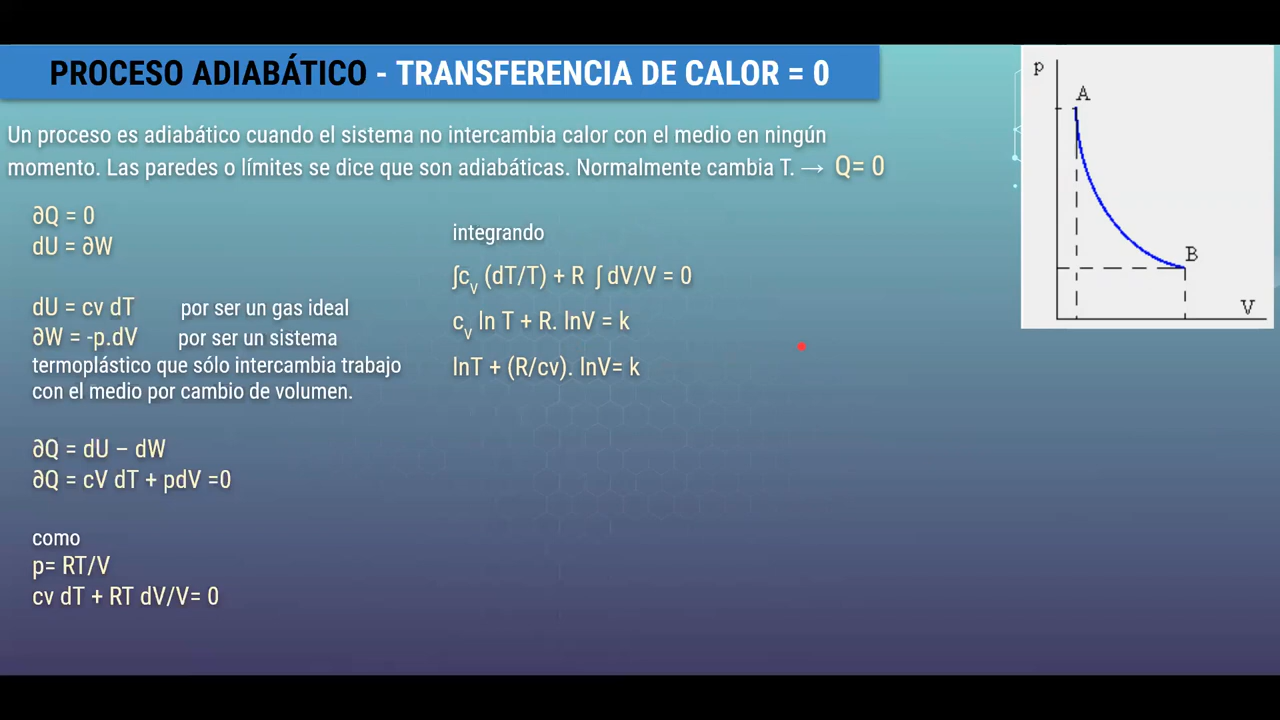 PROCESO ADIABÁTICO - TRANSFERENCIA DE CALOR = 0
Un proceso es adiabático cuando el sistema no intercambia calor con el medio en ningún
momento. Las paredes o límites se dice que son adiabáticas. Normalmente cambia T. → Q= 0
∂Q = 0
dU = ∂W
dU = cv dT por ser un gas ideal
∂W = -p.dV por ser un sistema
termoplástico que sólo intercambia trabajo
con el medio por cambio de volumen.
∂Q = dU – dW
∂Q = cV dT + pdV =0
como
p= RT/V
cv dT + RT dV/V= 0
integrando
∫cv (dT/T) + R ∫ dV/V = 0
cv ln T + R. lnV = k
lnT + (R/cv). lnV= k
p
A
B
V